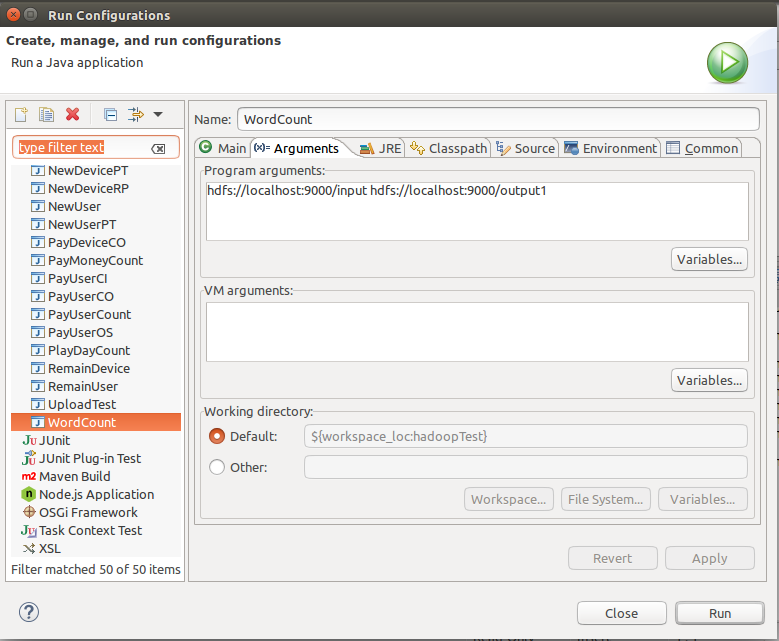 Run Configurations
Create, manage, and run configurations
Run a Java application
type filter text
NewDevicePT
NewDeviceRP
NewUser
NewUserPT
PayDeviceCO
PayMoneyCount
PayUserCI
PayUserCO
PayUserCount
PayUserOS
PlayDayCount
RemainDevice
RemainUser
UploadTest
WordCount
JUnit
JUnit Plug-in Test
Maven Build
Node.js Application
OSGi Framework
Task Context Test
XSL
Filter matched 50 of 50 items
Name: WordCount
Main (x)= Arguments JRE Classpath Source Environment Common
Program arguments:
hdfs://localhost:9000/input hdfs://localhost:9000/output1
Variables...
VM arguments:
Variables...
Working directory:
Default: ${workspace_loc:hadoopTest}
Other:
Workspace... File System... Variables...
Revert Apply
Close Run